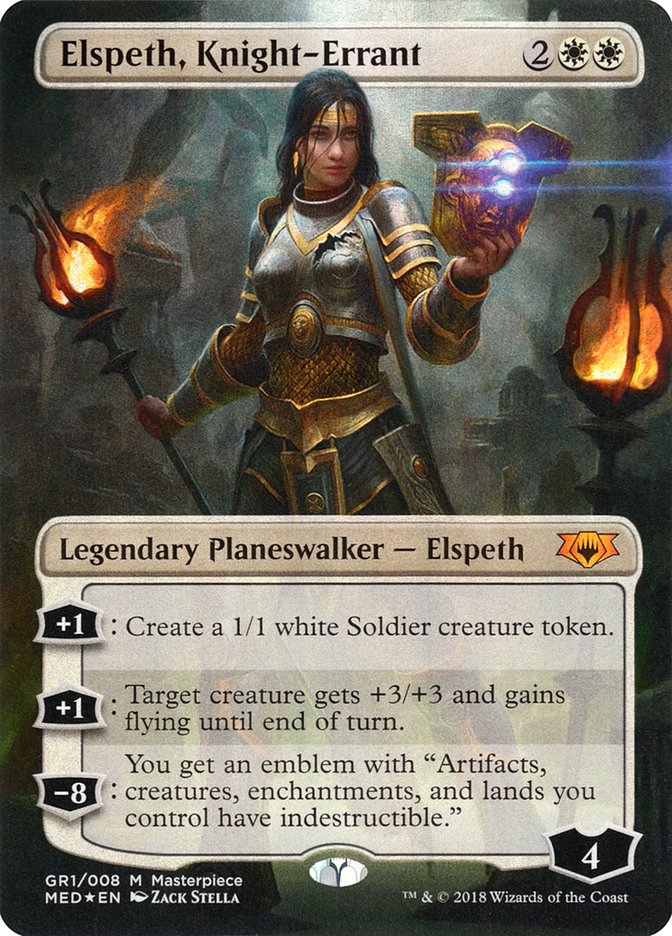 Elspeth, Knight-Errant 2
Legendary Planeswalker — Elspeth
+1: Create a 1/1 white Soldier creature token.
+1: Target creature gets +3/+3 and gains
flying until end of turn.
−8: You get an emblem with “Artifacts,
creatures, enchantments, and lands you
control have indestructible.”
4
GR1/008 M Masterpiece
MED★EN Zack Stella
™ & © 2018 Wizards of the Coast